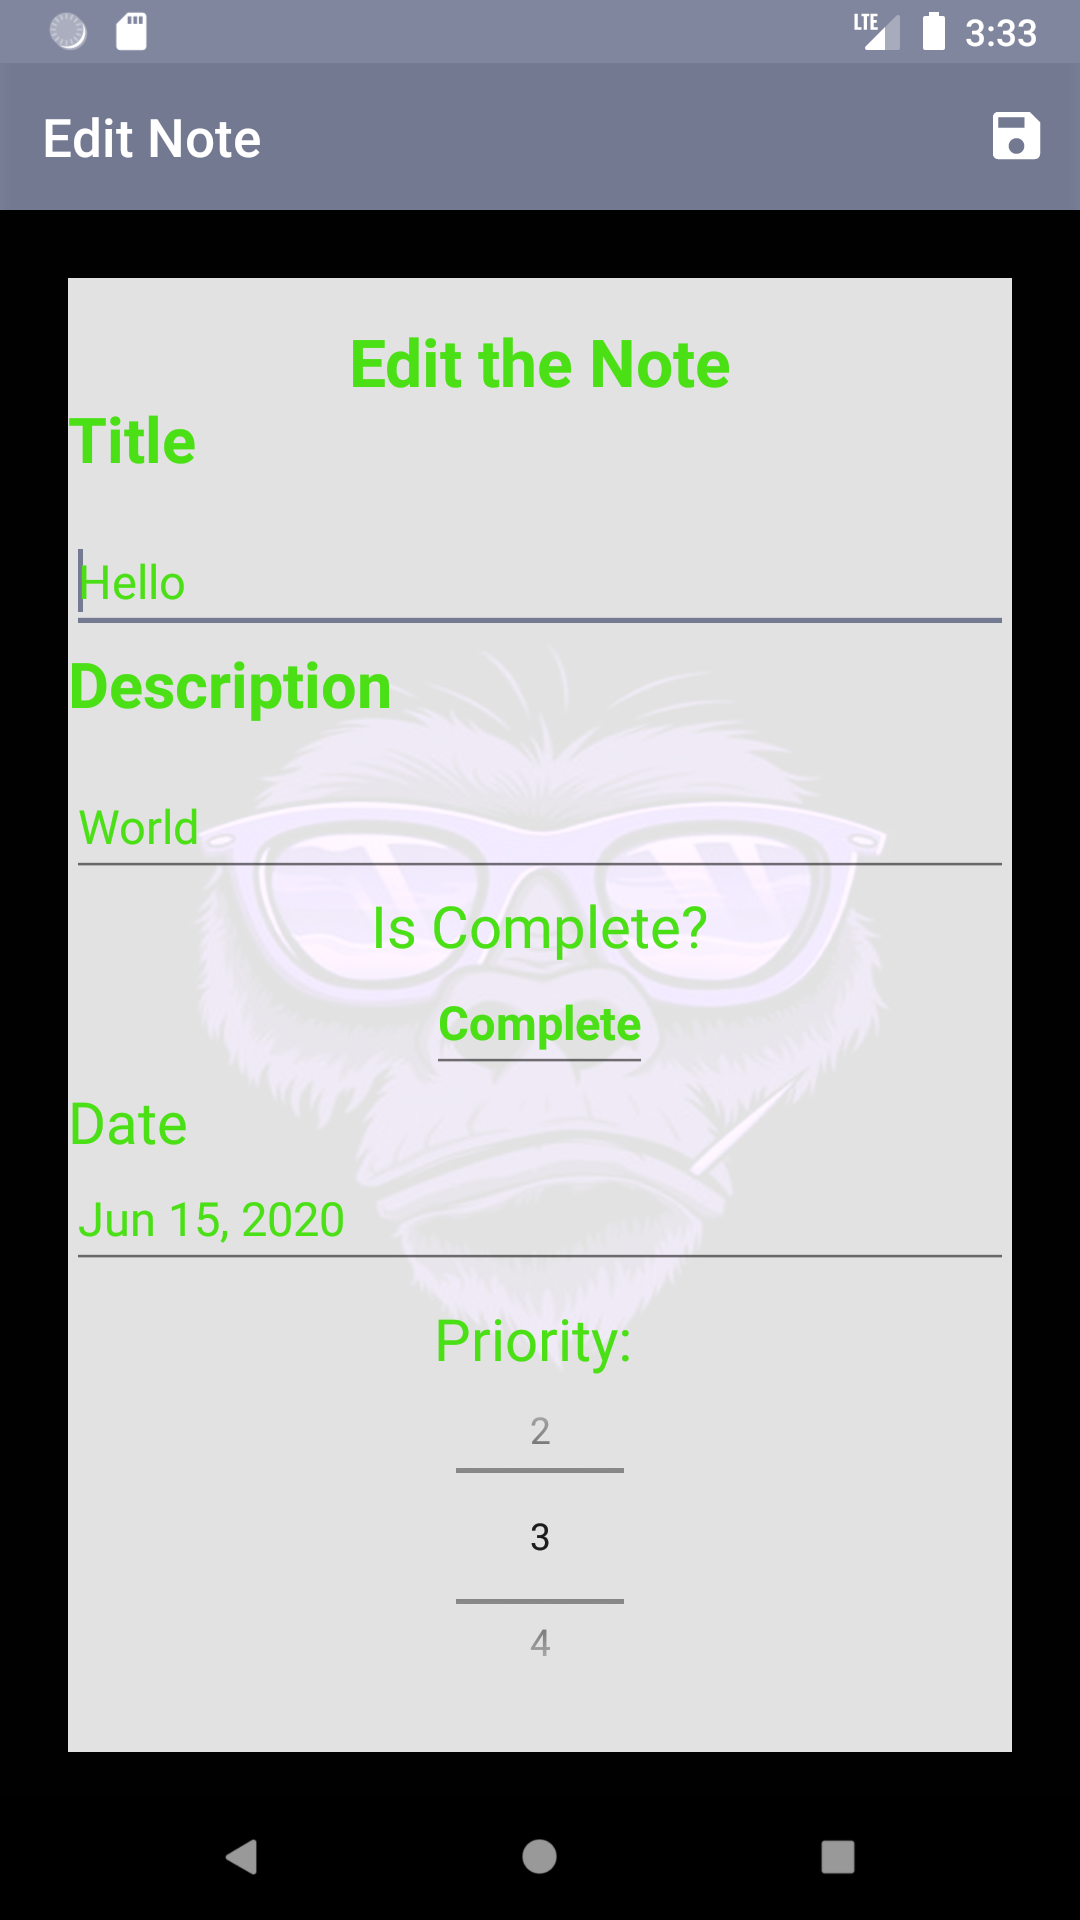 LTE 3:33
Edit Note
Edit the Note
Title
Hello
Description
World
Is Complete?
Complete
Date
Jun 15, 2020
Priority:
2
3
4